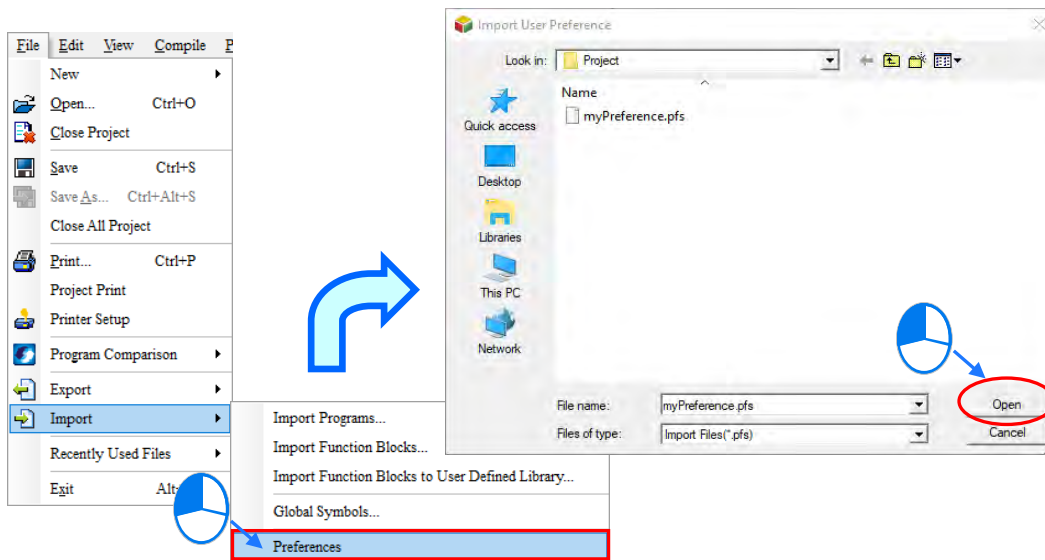 File Edit View Compile P
New
Open... Ctrl+O
Close Project
Save Ctrl+S
Save As... Ctrl+Alt+S
Close All Project
Print... Ctrl+P
Project Print
Printer Setup
Program Comparison
Export
Import
Recently Used Files
Exit Alt
Import Programs...
Import Function Blocks...
Import Function Blocks to User Defined Library...
Global Symbols...
Preferences
Import User Preference
Look in: Project
Name
myPreference.pfs
Quick access
Desktop
Libraries
This PC
Network
File name: myPreference.pfs Open
Files of type: Import Files(*.pfs) Cancel